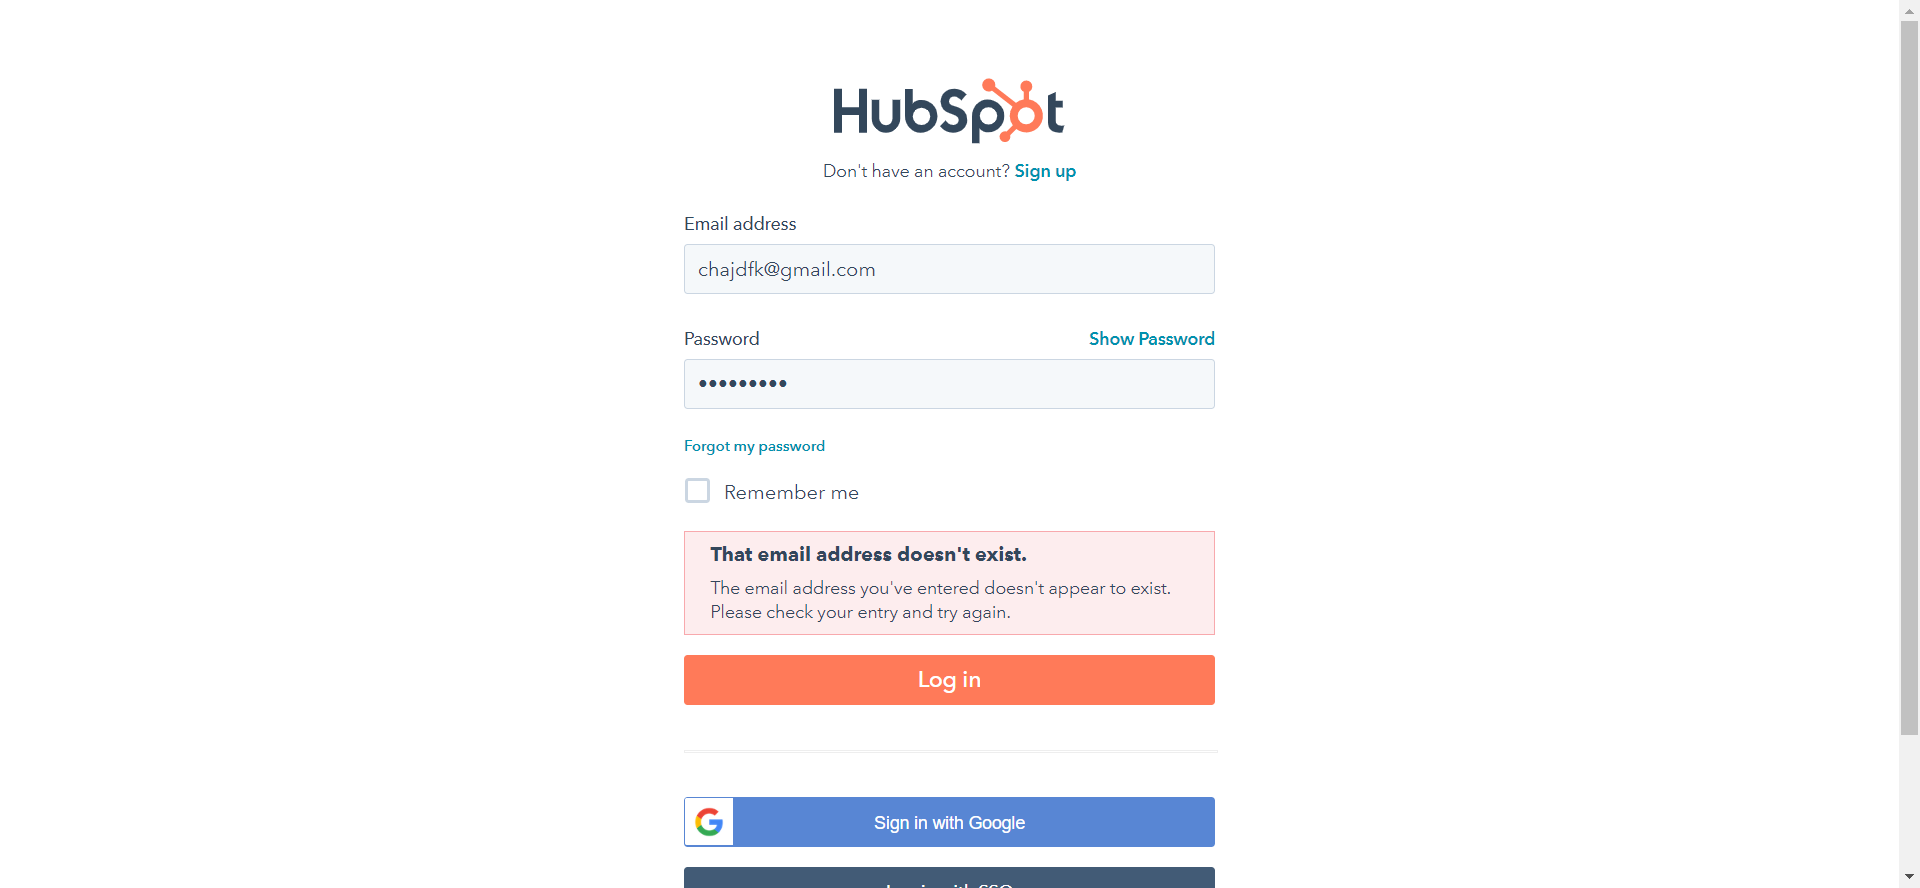 HubSpot
Don't have an account? Sign up
Email address
chajdfk@gmail.com
Password Show Password
•••••••••
Forgot my password
Remember me
That email address doesn't exist.
The email address you've entered doesn't appear to exist.
Please check your entry and try again.
Log in
G
Sign in with Google